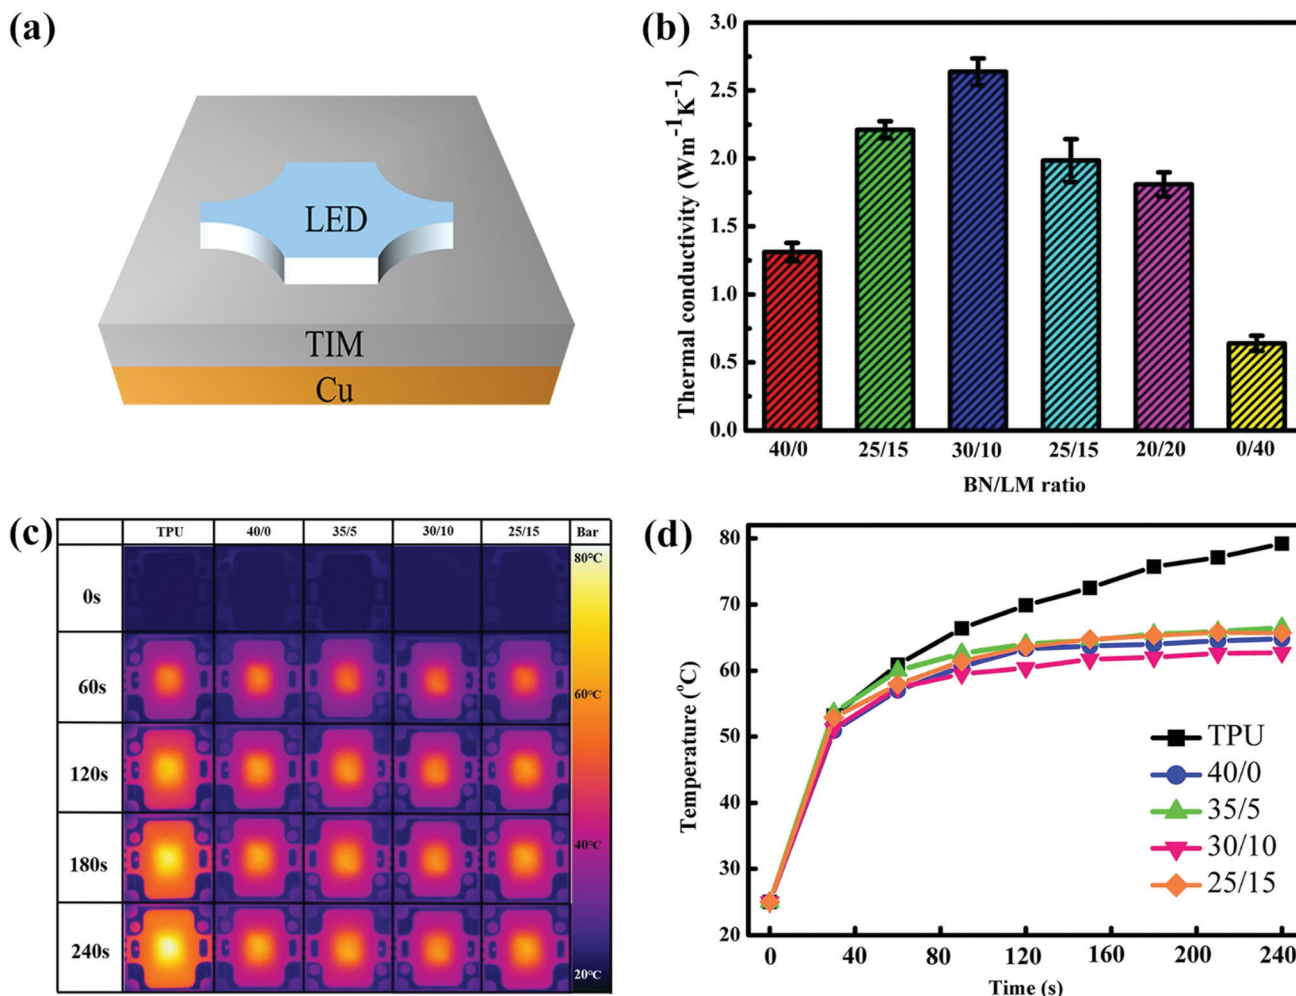 (a)
LED
TIM
Cu
(b)
Thermal conductivity (Wm⁻¹K⁻¹)
3.0
2.5
2.0
1.5
1.0
0.5
0.0
40/0 25/15 30/10 25/15 20/20 0/40
BN/LM ratio
(c)
TPU 40/0 35/5 30/10 25/15 Bar
80°C
0s
60s
60°C
120s
180s
40°C
240s
20°C
(d)
Temperature (°C)
80
70
60
50
40
30
20
TPU
40/0
35/5
30/10
25/15
0 40 80 120 160 200 240
Time (s)